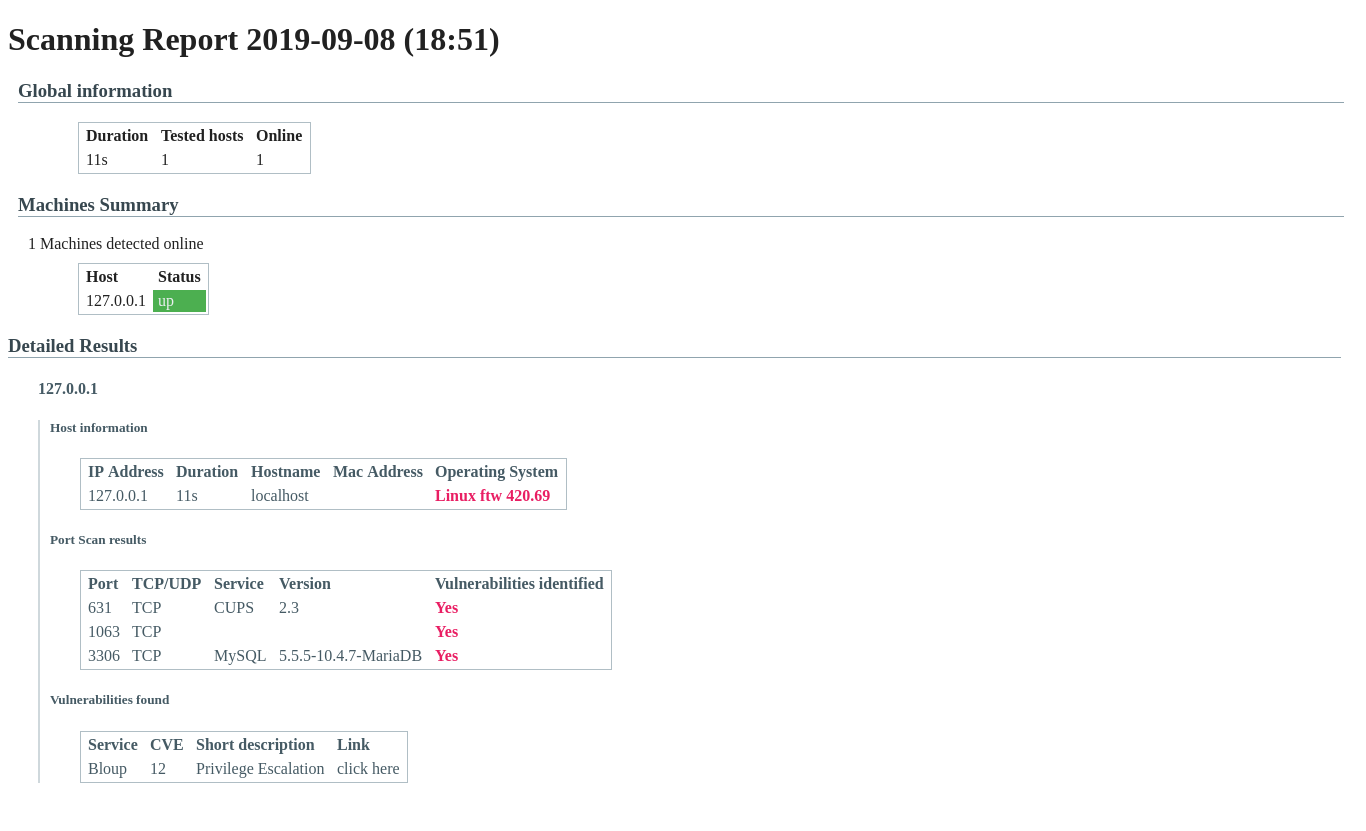 Scanning Report 2019-09-08 (18:51)
Global information
Duration Tested hosts Online
11s 1 1
Machines Summary
1 Machines detected online
Host Status
127.0.0.1 up
Detailed Results
127.0.0.1
Host information
IP Address Duration Hostname Mac Address Operating System
127.0.0.1 11s localhost Linux ftw 420.69
Port Scan results
Port TCP/UDP Service Version Vulnerabilities identified
631 TCP CUPS 2.3 Yes
1063 TCP Yes
3306 TCP MySQL 5.5.5-10.4.7-MariaDB Yes
Vulnerabilities found
Service CVE Short description Link
Bloup 12 Privilege Escalation click here